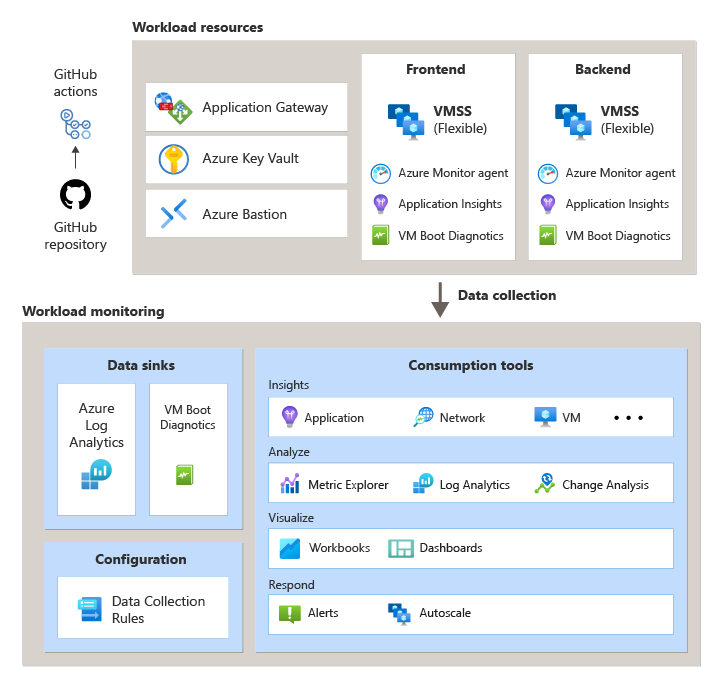 Workload resources
GitHub
actions
GitHub
repository
Application Gateway
Azure Key Vault
Azure Bastion
Frontend
VMSS
(Flexible)
Azure Monitor agent
Application Insights
VM Boot Diagnostics
Backend
VMSS
(Flexible)
Azure Monitor agent
Application Insights
VM Boot Diagnostics
Data collection
Workload monitoring
Data sinks
Azure
Log
Analytics
VM Boot
Diagnostics
Configuration
Data Collection
Rules
Consumption tools
Insights
Application
Network
VM
• • •
Analyze
Metric Explorer
Log Analytics
Change Analysis
Visualize
Workbooks
Dashboards
Respond
Alerts
Autoscale